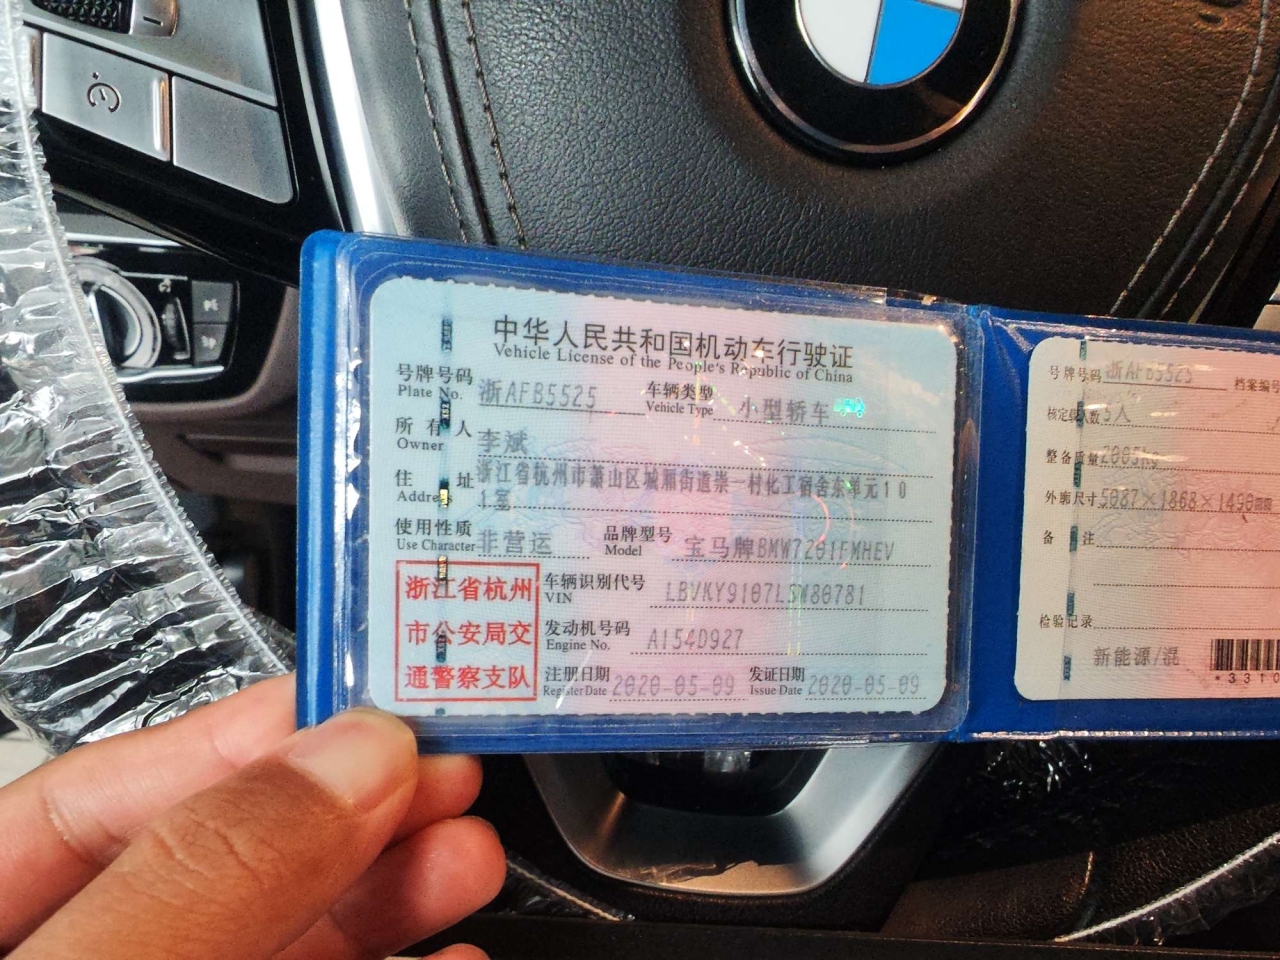 中华人民共和国机动车行驶证
Vehicle License of the People's Republic of China
号牌号码 浙AFB5525 车辆类型 小型轿车
Plate No. Vehicle Type
所有人 李斌
Owner
住址 浙江省杭州市萧山区城厢街道崇一村化工宿舍东单元10
Address 1室
使用性质 非营运 品牌型号 宝马牌BMW7201FMHEV
Use Character Model
浙江省杭州
市公安局交
通警察支队
车辆识别代号
VIN
发动机号码 A154D927
Engine No.
注册日期 2020-05-09 发证日期 2020-05-09
Register Date Issue Date
号牌号码 浙AFB5525 档案编号
核定载人数 5人
整备质量 2005kg
外廓尺寸 5087×1868×1490mm
备注
检验记录
新能源/混
*3310